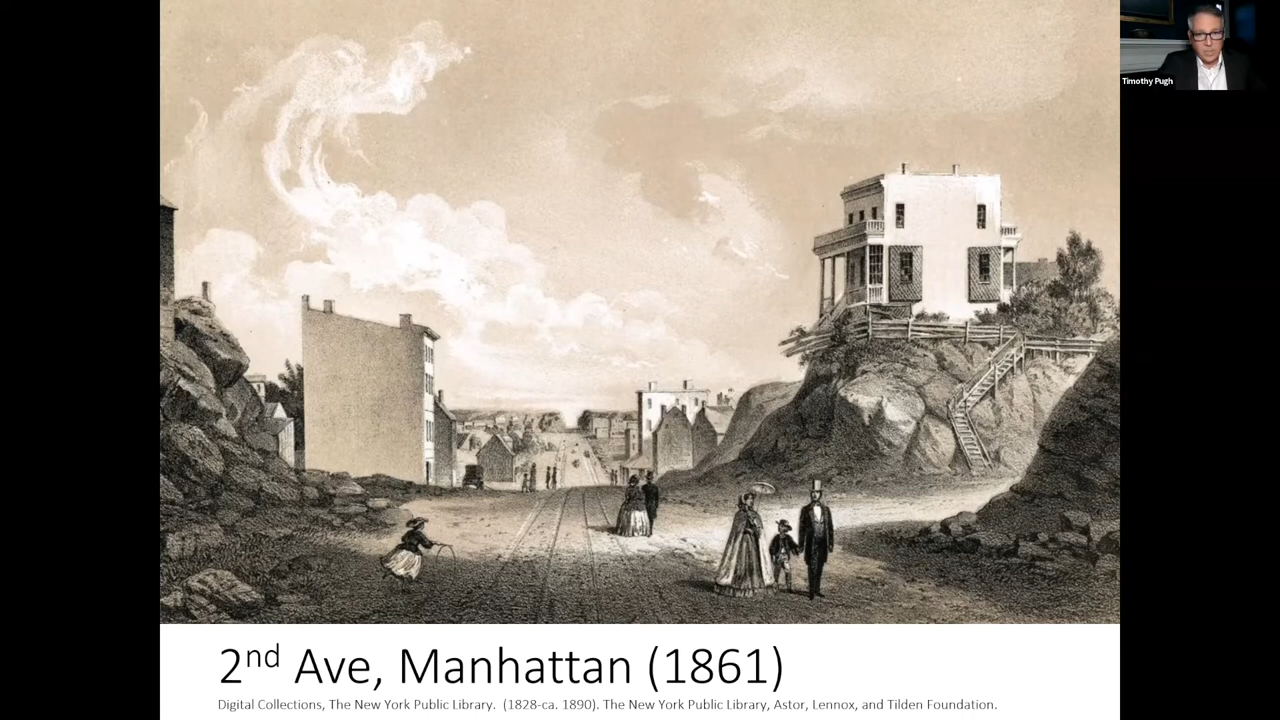 Timothy Pugh
2nd Ave, Manhattan (1861)
Digital Collections, The New York Public Library. (1828-ca. 1890). The New York Public Library, Astor, Lennox, and Tilden Foundation.